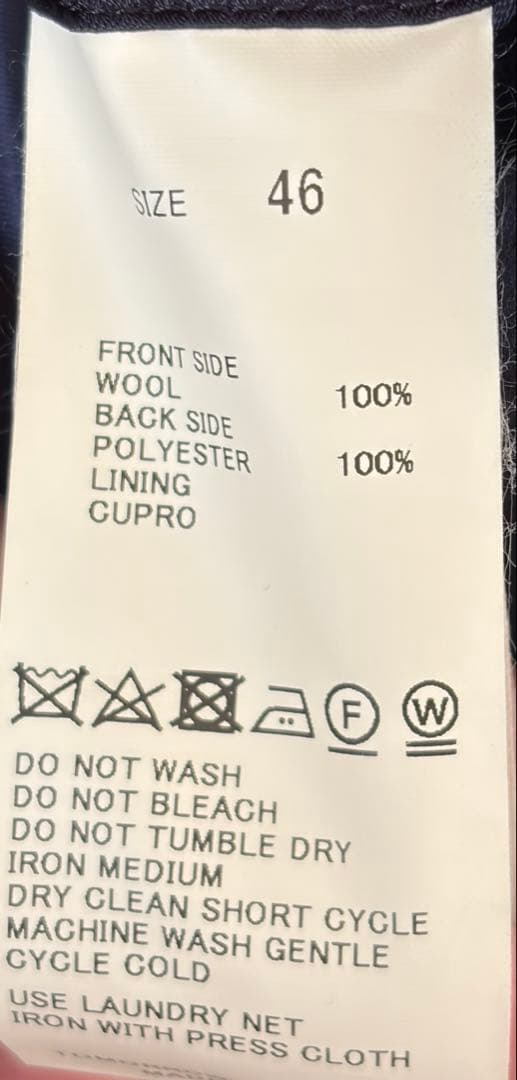 SIZE 46
FRONT SIDE
WOOL 100%
BACK SIDE
POLYESTER 100%
LINING
CUPRO
F W
DO NOT WASH
DO NOT BLEACH
DO NOT TUMBLE DRY
IRON MEDIUM
DRY CLEAN SHORT CYCLE
MACHINE WASH GENTLE
CYCLE COLD
USE LAUNDRY NET
IRON WITH PRESS CLOTH